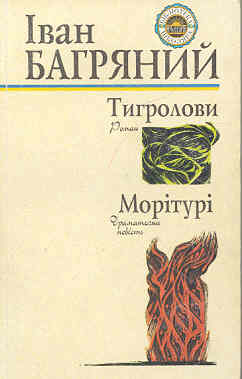 Іван
БАГРЯНИЙ
Тигролови
Роман
Морітурі
Драматична
повість